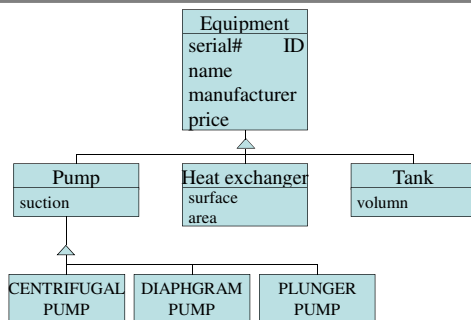 Equipment
serial# ID
name
manufacturer
price
Pump
suction
Heat exchanger
surface
area
Tank
volumn
CENTRIFUGAL
PUMP
DIAPHGRAM
PUMP
PLUNGER
PUMP